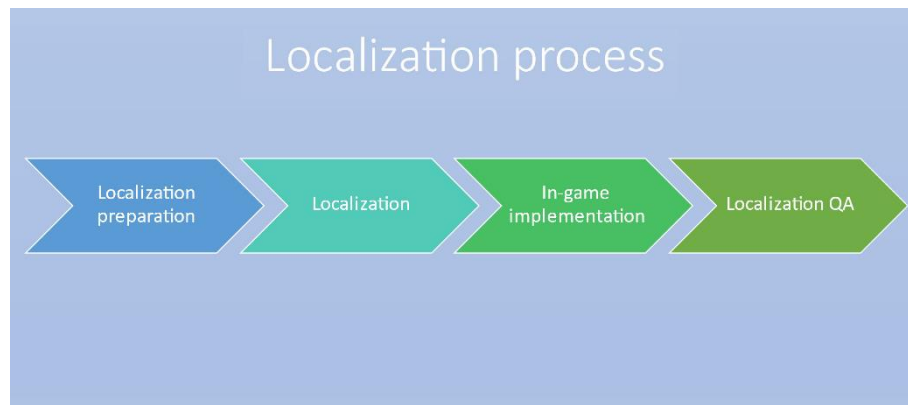 Localization process
Localization
preparation
Localization
In-game
implementation
Localization QA